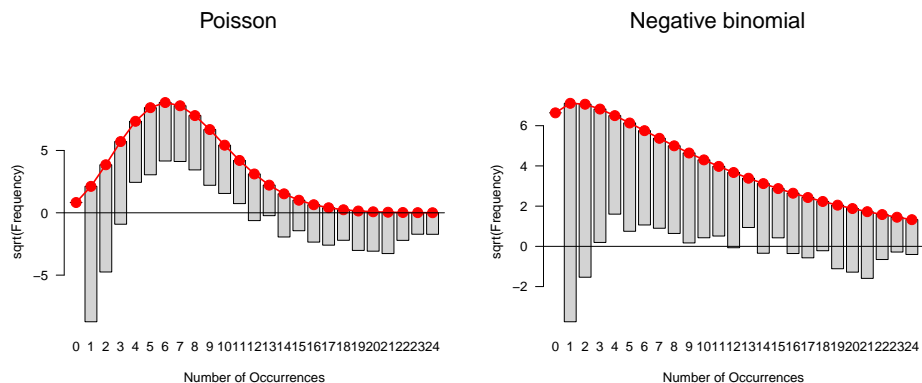 Poisson
sqrt(Frequency)
5
0
−5
0 1 2 3 4 5 6 7 8 9 10 11 12 13 14 15 16 17 18 19 20 21 22 23 24
Number of Occurrences
Negative binomial
sqrt(Frequency)
6
4
2
0
−2
0 1 2 3 4 5 6 7 8 9 10 11 12 13 14 15 16 17 18 19 20 21 22 23 24
Number of Occurrences